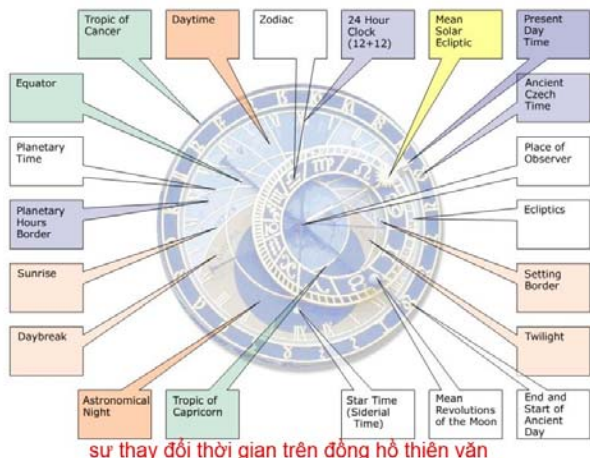 Tropic of
Cancer
Daytime
Zodiac
24 Hour
Clock
(12+12)
Mean
Solar
Ecliptic
Present
Day
Time
Equator
Ancient
Czech
Time
Planetary
Time
Place of
Observer
Planetary
Hours
Border
Ecliptics
Sunrise
Setting
Border
Daybreak
Twilight
Astronomical
Night
Tropic of
Capricorn
Star Time
(Siderial
Time)
Mean
Revolutions
of the Moon
End and
Start of
Ancient
Day
sự thay đổi thời gian trên đồng hồ thiên văn